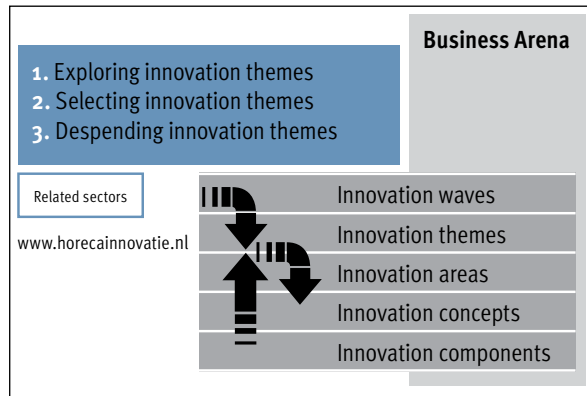 Business Arena
1. Exploring innovation themes
2. Selecting innovation themes
3. Despending innovation themes
Related sectors
www.horecainnovatie.nl
Innovation waves
Innovation themes
Innovation areas
Innovation concepts
Innovation components